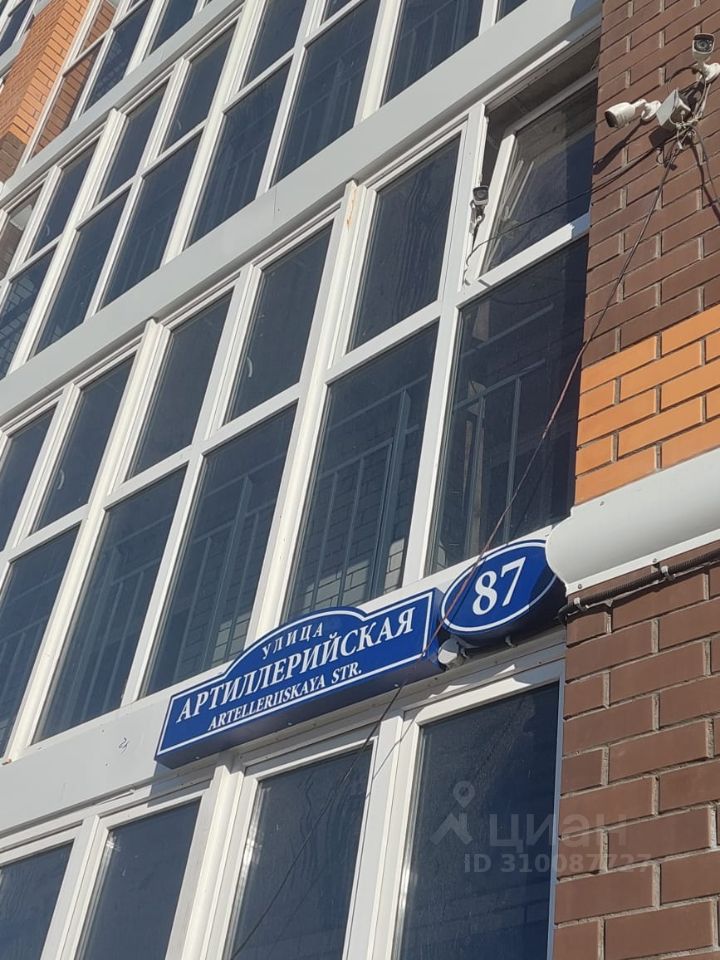 УЛИЦА
АРТИЛЛЕРИЙСКАЯ
ARTELLERIISKAYA STR.
87
циан
ID 310087727